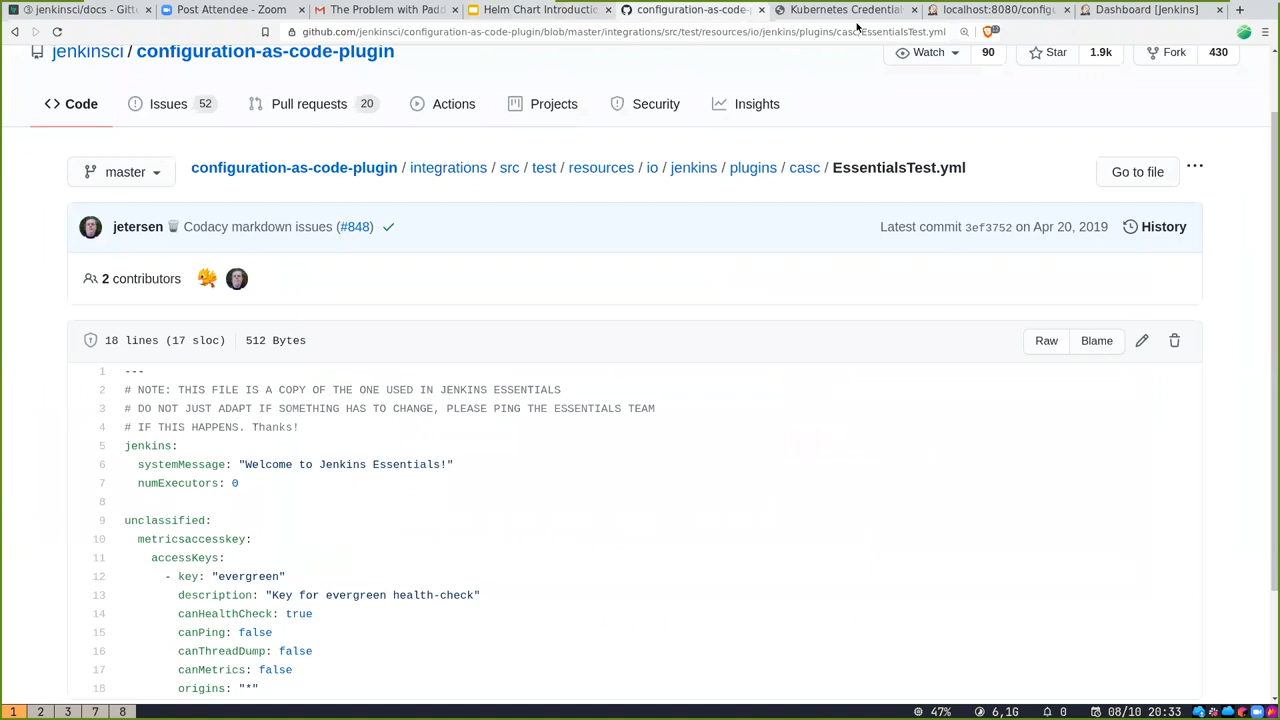 ③ jenkinsci/docs - Gitte
Post Attendee - Zoom
The Problem with Padd
Helm Chart Introductic
configuration-as-code-
Kubernetes Credential
localhost:8080/config
Dashboard [Jenkins]
github.com/jenkinsci/configuration-as-code-plugin/blob/master/integrations/src/test/resources/io/jenkins/plugins/casc/EssentialsTest.yml
jenkinsci / configuration-as-code-plugin
Watch 90 Star 1.9k Fork 430
Code Issues 52 Pull requests 20 Actions Projects Security Insights
master configuration-as-code-plugin / integrations / src / test / resources / io / jenkins / plugins / casc / EssentialsTest.yml Go to file ...
jetersen Codacy markdown issues (#848) Latest commit 3ef3752 on Apr 20, 2019 History
2 contributors
18 lines (17 sloc) 512 Bytes Raw Blame
1 ---
2 # NOTE: THIS FILE IS A COPY OF THE ONE USED IN JENKINS ESSENTIALS
3 # DO NOT JUST ADAPT IF SOMETHING HAS TO CHANGE, PLEASE PING THE ESSENTIALS TEAM
4 # IF THIS HAPPENS. Thanks!
5 jenkins:
6 systemMessage: "Welcome to Jenkins Essentials!"
7 numExecutors: 0
8
9 unclassified:
10 metricsaccesskey:
11 accessKeys:
12 - key: "evergreen"
13 description: "Key for evergreen health-check"
14 canHealthCheck: true
15 canPing: false
16 canThreadDump: false
17 canMetrics: false
18 origins: "*"
1 2 3 7 8 47% 6,1G 0 08/10 20:33